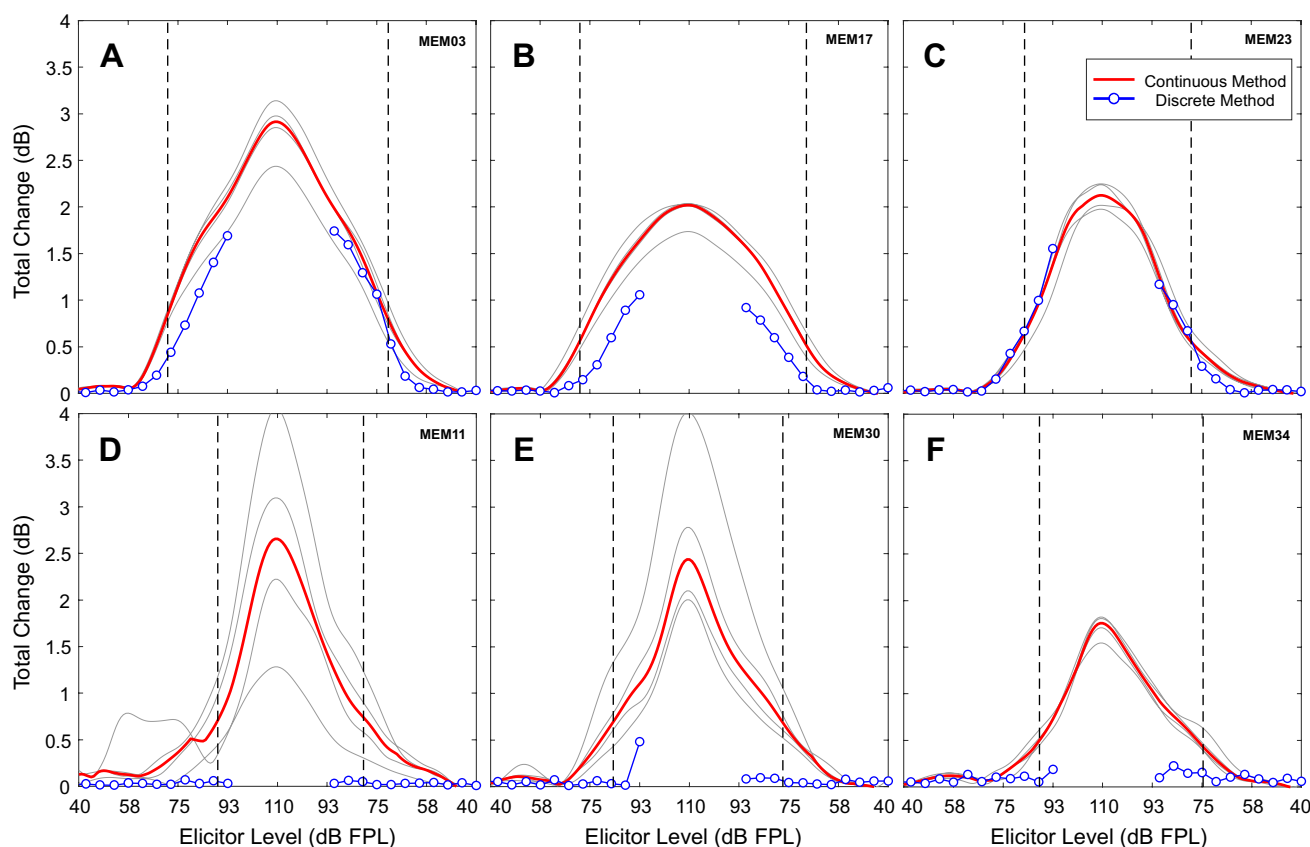 A
MEM03
B
MEM17
C
MEM23
Continuous Method
Discrete Method
4
3.5
3
2.5
2
1.5
1
0.5
0
Total Change (dB)
D
MEM11
E
MEM30
F
MEM34
4
3.5
3
2.5
2
1.5
1
0.5
0
Total Change (dB)
40 58 75 93 110 93 75 58 40 58 75 93 110 93 75 58 40 58 75 93 110 93 75 58 40
Elicitor Level (dB FPL) Elicitor Level (dB FPL) Elicitor Level (dB FPL)